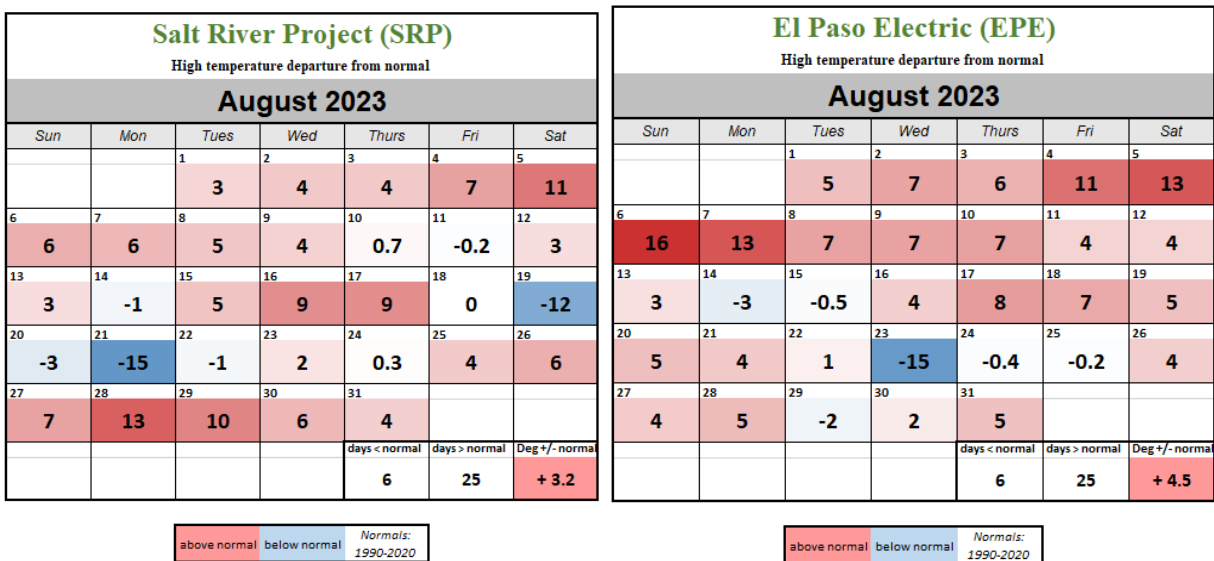 Salt River Project (SRP)
High temperature departure from normal
August 2023
Sun Mon Tues Wed Thurs Fri Sat
1 2 3 4 5
3 4 4 7 11
6 7 8 9 10 11 12
6 6 5 4 0.7 -0.2 3
13 14 15 16 17 18 19
3 -1 5 9 9 0 -12
20 21 22 23 24 25 26
-3 -15 -1 2 0.3 4 6
27 28 29 30 31
7 13 10 6 4
days < normal days > normal Deg +/- normal
6 25 + 3.2
above normal below normal Normals:
1990-2020
El Paso Electric (EPE)
High temperature departure from normal
August 2023
Sun Mon Tues Wed Thurs Fri Sat
1 2 3 4 5
5 7 6 11 13
6 7 8 9 10 11 12
16 13 7 7 7 4 4
13 14 15 16 17 18 19
3 -3 -0.5 4 8 7 5
20 21 22 23 24 25 26
5 4 1 -15 -0.4 -0.2 4
27 28 29 30 31
4 5 -2 2 5
days < normal days > normal Deg +/- normal
6 25 + 4.5
above normal below normal Normals:
1990-2020